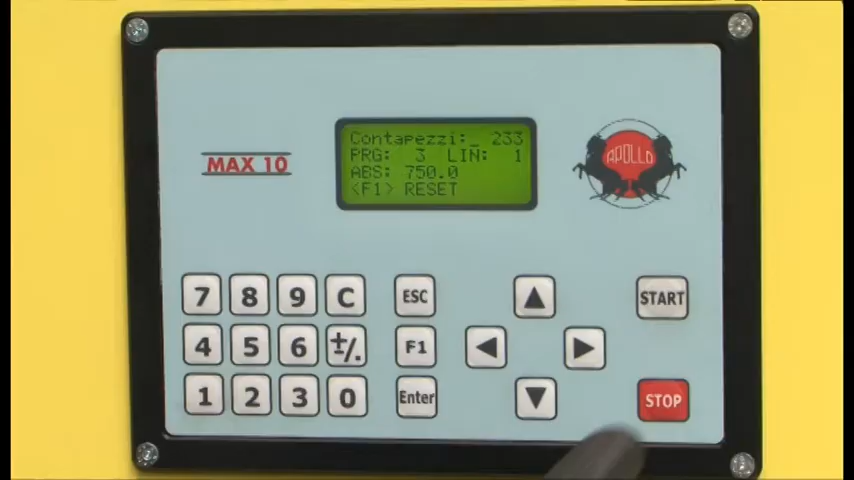 MAX 10
Contapezzi:_ 233
PRG: 3 LIN: 1
ABS: 750.0
<F1> RESET
APOLLO
7 8 9 C ESC ▲ START
4 5 6 +-/. F1 ◀ ▶
1 2 3 0 Enter ▼ STOP